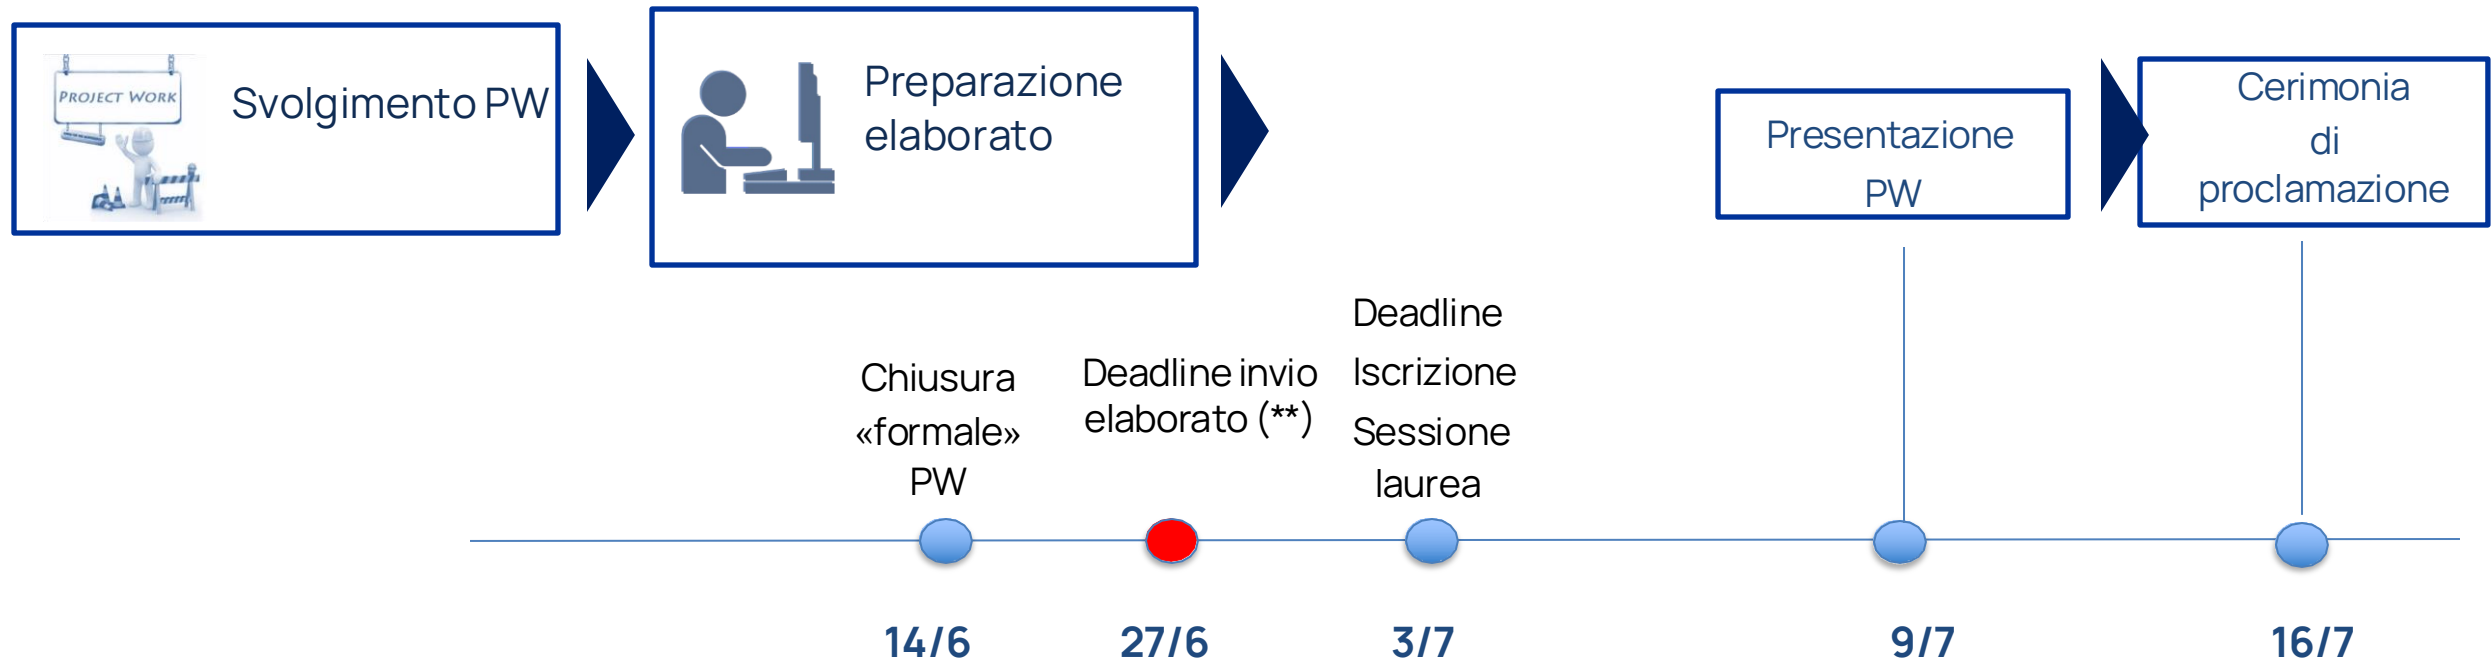 PROJECT WORK
Svolgimento PW
Preparazione
elaborato
Presentazione
PW
Cerimonia
di
proclamazione
Chiusura
«formale»
PW
Deadline invio
elaborato (**)
Deadline
Iscrizione
Sessione
laurea
14/6
27/6
3/7
9/7
16/7